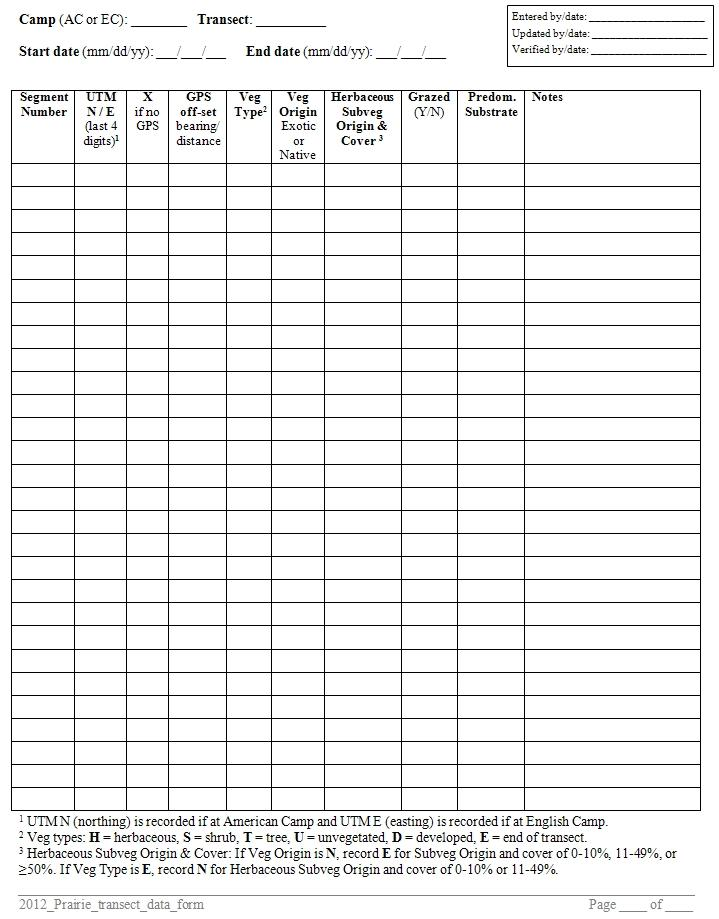 Camp (AC or EC): ________ Transect: __________
Start date (mm/dd/yy): ___/___/___ End date (mm/dd/yy): ___/___/___
Entered by/date: ____________________
Updated by/date: ____________________
Verified by/date: ____________________
Segment Number
UTM N / E (last 4 digits)¹
X if no GPS
GPS off-set bearing/ distance
Veg Type²
Veg Origin Exotic or Native
Herbaceous Subveg Origin & Cover ³
Grazed (Y/N)
Predom. Substrate
Notes
¹ UTM N (northing) is recorded if at American Camp and UTM E (easting) is recorded if at English Camp.
² Veg types: H = herbaceous, S = shrub, T = tree, U = unvegetated, D = developed, E = end of transect.
³ Herbaceous Subveg Origin & Cover: If Veg Origin is N, record E for Subveg Origin and cover of 0-10%, 11-49%, or
≥50%. If Veg Type is E, record N for Herbaceous Subveg Origin and cover of 0-10% or 11-49%.
2012_Prairie_transect_data_form Page ____ of ____